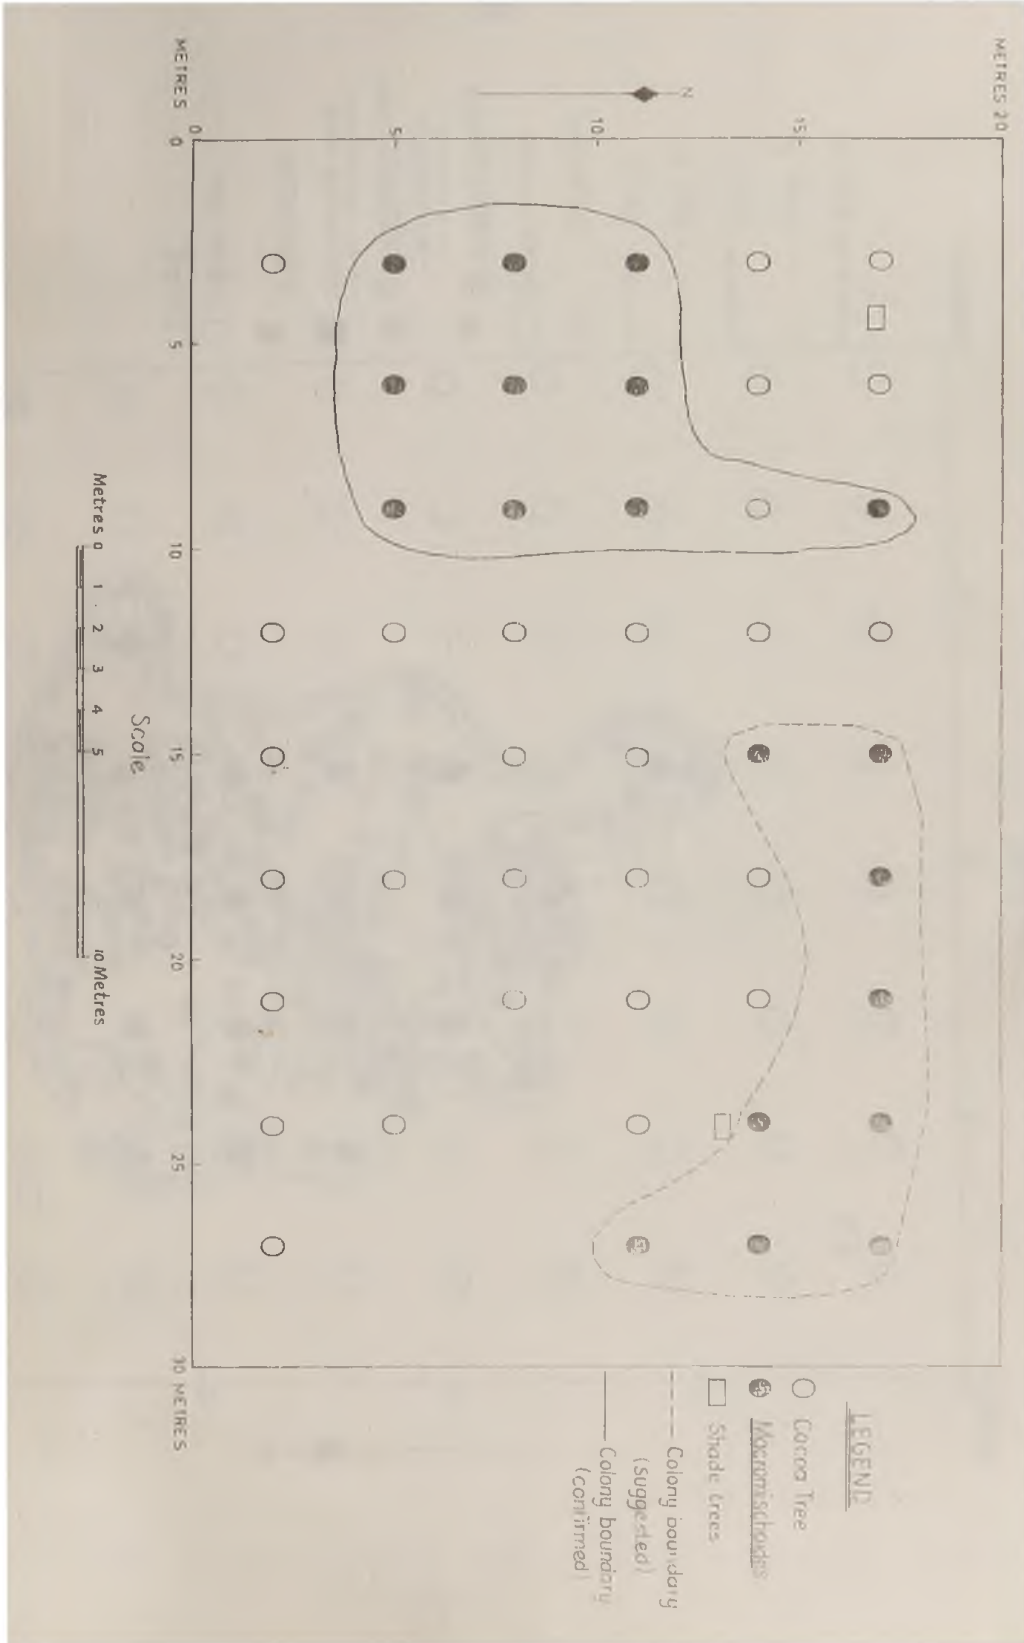 METRES 20
15
10
5
0
METRES
0
5
10
15
20
25
30 METRES
N
LEGEND
Cocoa Tree
Macromischoides
Shade trees
Colony boundary
(suggested)
Colony boundary
(confirmed)
Scale
Metres 0 1 2 3 4 5 10 Metres